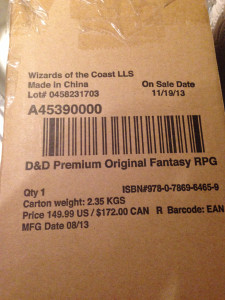 Wizards of the Coast LLS
Made in China On Sale Date
Lot# 0458231703 11/19/13
A45390000
D&D Premium Original Fantasy RPG
Qty 1 ISBN#978-0-7869-6465-9
Carton weight: 2.35 KGS
Price 149.99 US / $172.00 CAN R Barcode: EAN
MFG Date 08/13